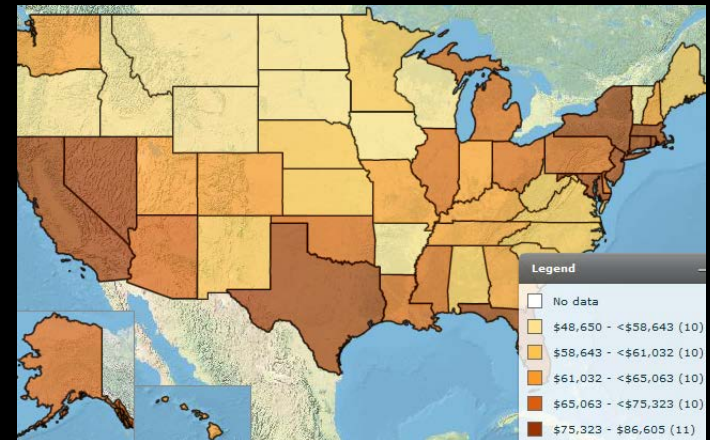 Legend
No data
$48,650 - <$58,643 (10)
$58,643 - <$61,032 (10)
$61,032 - <$65,063 (10)
$65,063 - <$75,323 (10)
$75,323 - $86,605 (11)